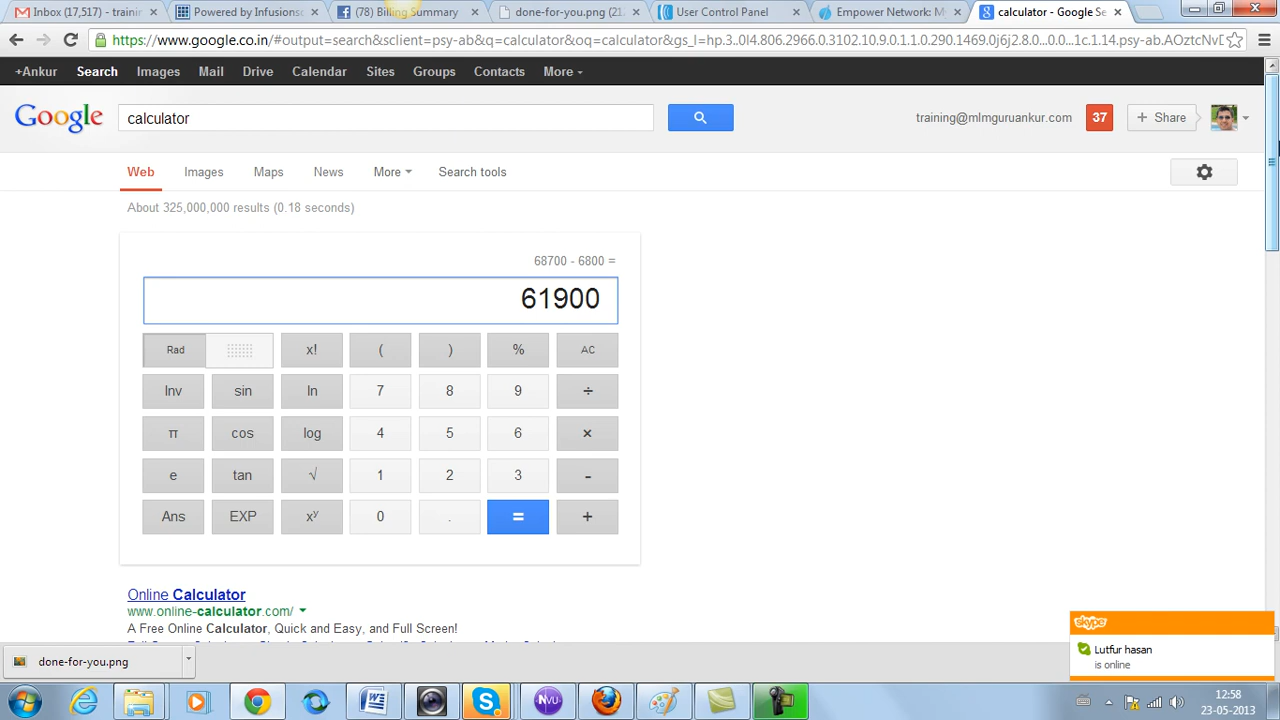 Inbox (17,517) - trainir
Powered by Infusionso
(78) Billing Summary
done-for-you.png (21
User Control Panel
Empower Network: My
calculator - Google Se
https://www.google.co.in/#output=search&sclient=psy-ab&q=calculator&oq=calculator&gs_l=hp.3..0l4.806.2966.0.3102.10.9.0.1.1.0.290.1469.0j6j2.8.0...0.0...1c.1.14.psy-ab.AOztcNvD
+Ankur Search Images Mail Drive Calendar Sites Groups Contacts More
Google
calculator
training@mlmguruankur.com 37 + Share
Web Images Maps News More Search tools
About 325,000,000 results (0.18 seconds)
68700 - 6800 =
61900
Rad x! ( ) % AC
Inv sin ln 7 8 9 ÷
π cos log 4 5 6 ×
e tan √ 1 2 3 -
Ans EXP xʸ 0 . = +
Online Calculator
www.online-calculator.com/
A Free Online Calculator, Quick and Easy, and Full Screen!
skype
Lutfur hasan
is online
done-for-you.png
NVU
12:58
23-05-2013